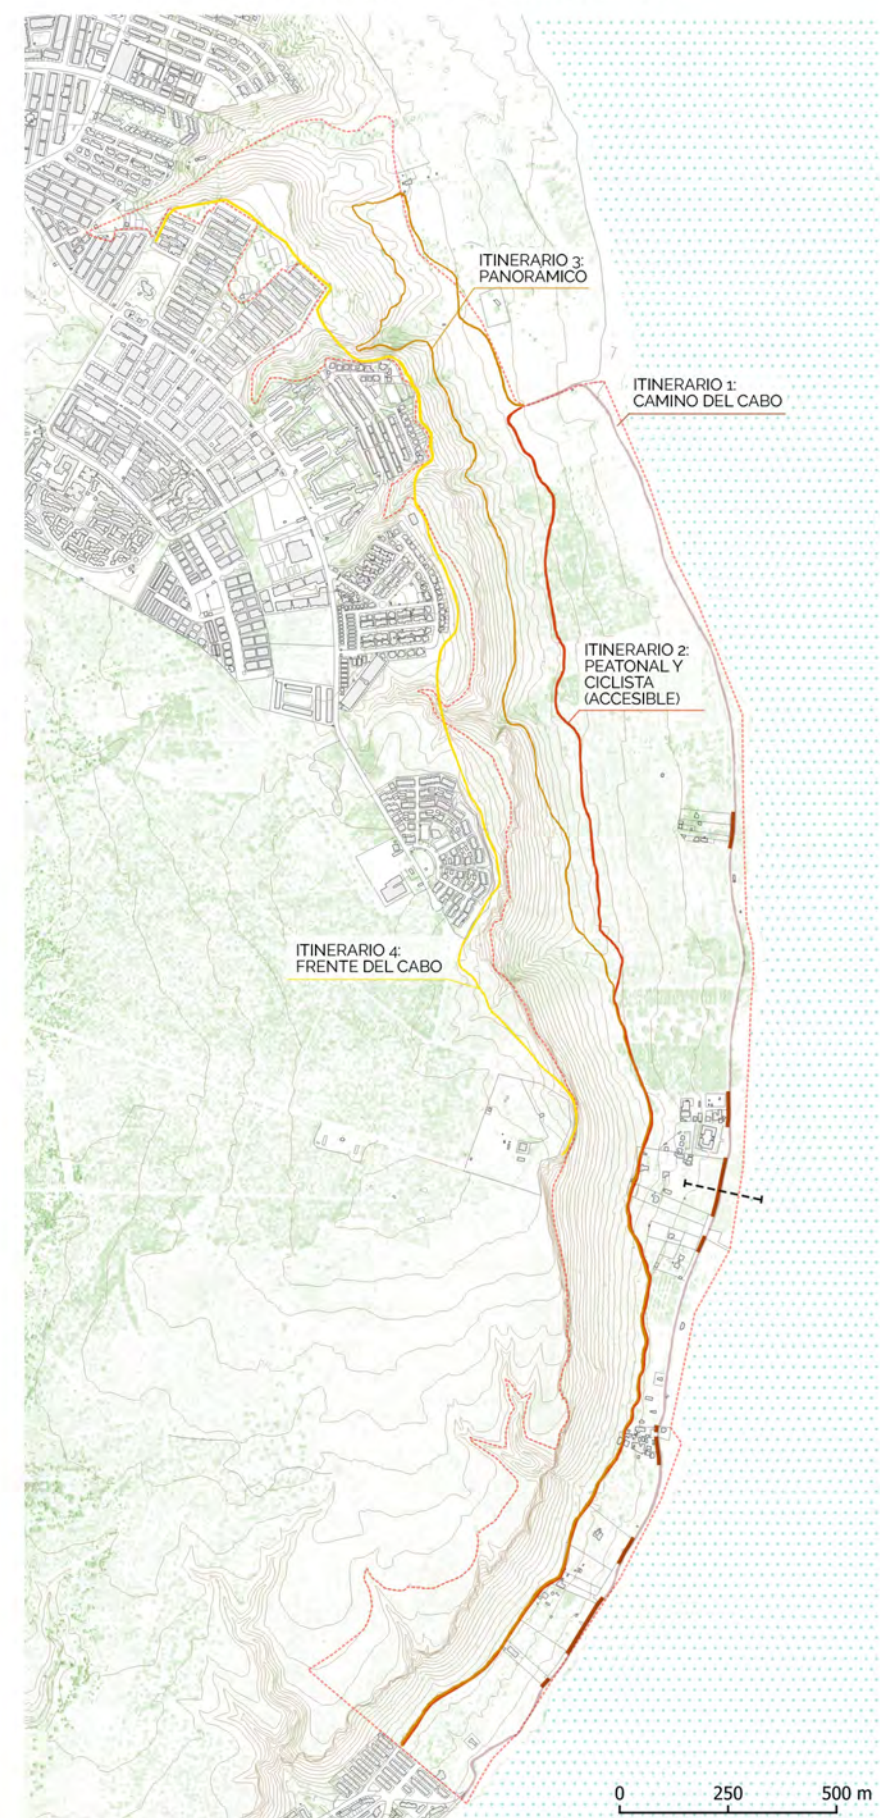 ITINERARIO 3:
PANORÁMICO
ITINERARIO 1:
CAMINO DEL CABO
ITINERARIO 2:
PEATONAL Y
CICLISTA
(ACCESIBLE)
ITINERARIO 4:
FRENTE DEL CABO
0 250 500 m